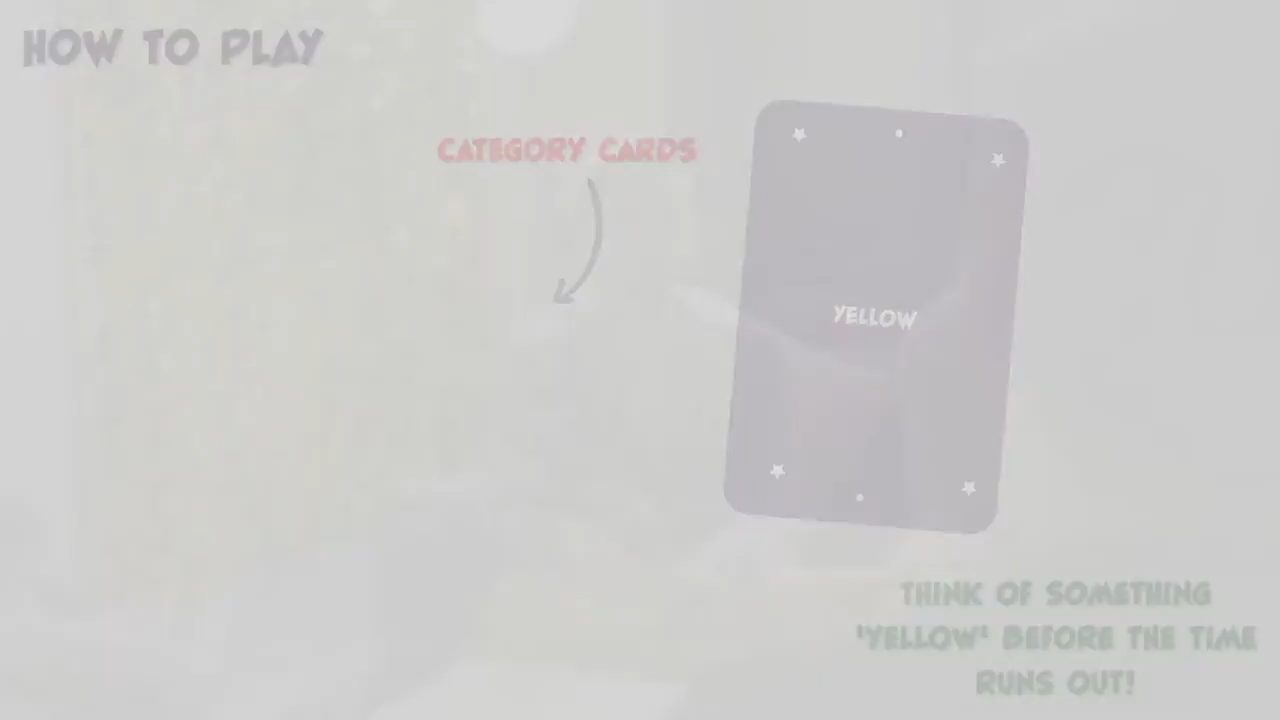 HOW TO PLAY
CATEGORY CARDS
YELLOW
THINK OF SOMETHING
'YELLOW' BEFORE THE TIME
RUNS OUT!